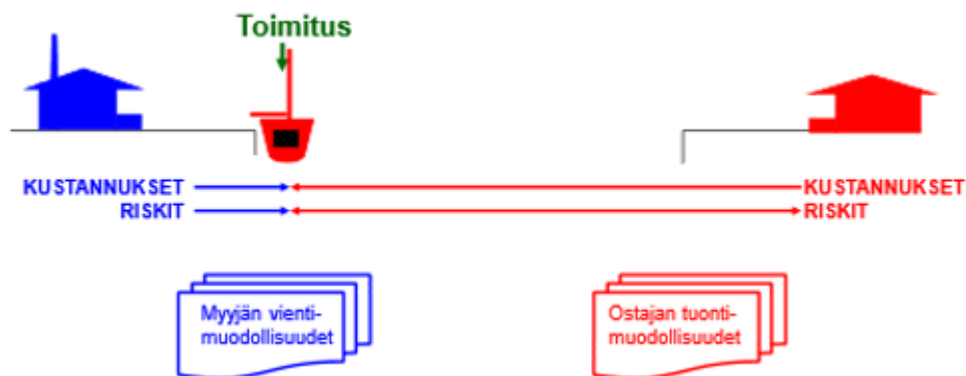 Toimitus
KUSTANNUKSET KUSTANNUKSET
RISKIT RISKIT
Myyjän vienti-
muodollisuudet
Ostajan tuonti-
muodollisuudet